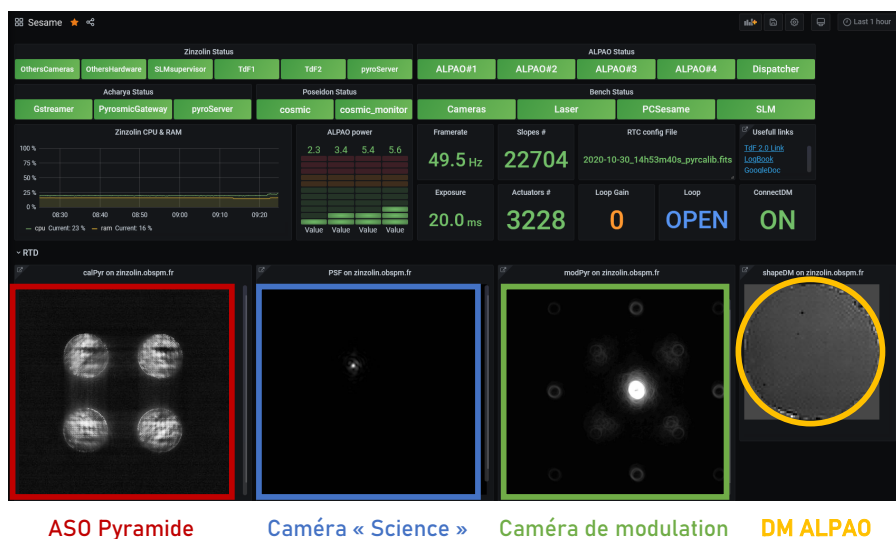 Sesame
Last 1 hour
Zinzolin Status
OthersCameras OthersHardware SLMsupervisor TdF1 TdF2 pyroServer
ALPAO Status
ALPAO#1 ALPAO#2 ALPAO#3 ALPAO#4 Dispatcher
Acharya Status
Gstreamer PyrosmicGateway pyroServer
Poseidon Status
cosmic cosmic_monitor
Bench Status
Cameras Laser PCSesame SLM
Zinzolin CPU & RAM
100 %
75 %
50 %
25 %
0 %
08:30 08:40 08:50 09:00 09:10 09:20
cpu Current: 23 % ram Current: 16 %
ALPAO power
2.3 3.4 5.4 5.6
Value Value Value Value
Framerate
49.5 Hz
Slopes #
22704
RTC config File
2020-10-30_14h53m40s_pyrcalib.fits
Usefull links
TdF 2.0 Link
LogBook
GoogleDoc
Exposure
20.0 ms
Actuators #
3228
Loop Gain
0
Loop
OPEN
ConnectDM
ON
RTD
calPyr on zinzolin.obspm.fr
PSF on zinzolin.obspm.fr
modPyr on zinzolin.obspm.fr
shapeDM on zinzolin.obspm.fr
ASO Pyramide
Caméra « Science »
Caméra de modulation
DM ALPAO